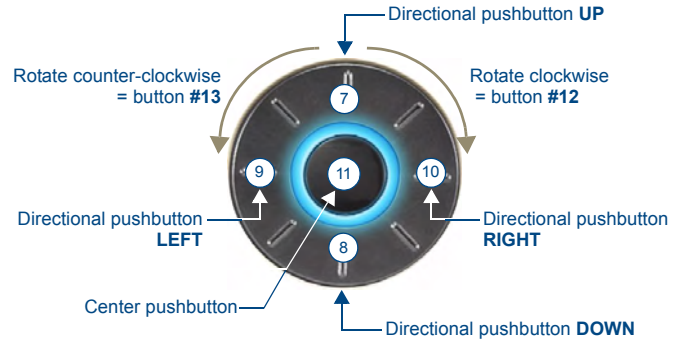 Directional pushbutton UP
Rotate counter-clockwise
= button #13
Rotate clockwise
= button #12
7
9
11
10
Directional pushbutton
LEFT
Directional pushbutton
RIGHT
8
Center pushbutton
Directional pushbutton DOWN